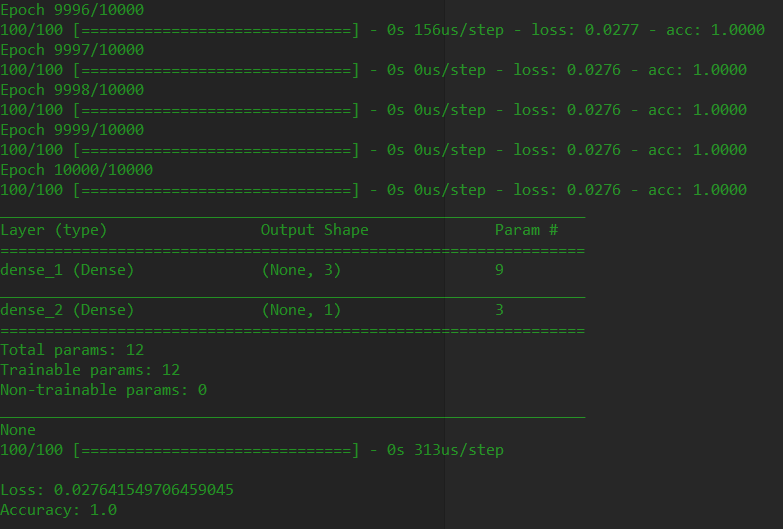 Epoch 9996/10000
100/100 [==============================] - 0s 156us/step - loss: 0.0277 - acc: 1.0000
Epoch 9997/10000
100/100 [==============================] - 0s 0us/step - loss: 0.0276 - acc: 1.0000
Epoch 9998/10000
100/100 [==============================] - 0s 0us/step - loss: 0.0276 - acc: 1.0000
Epoch 9999/10000
100/100 [==============================] - 0s 0us/step - loss: 0.0276 - acc: 1.0000
Epoch 10000/10000
100/100 [==============================] - 0s 0us/step - loss: 0.0276 - acc: 1.0000
_________________________________________________________________
Layer (type)                 Output Shape              Param #
=================================================================
dense_1 (Dense)              (None, 3)                 9
_________________________________________________________________
dense_2 (Dense)              (None, 1)                 3
=================================================================
Total params: 12
Trainable params: 12
Non-trainable params: 0
_________________________________________________________________
None
100/100 [==============================] - 0s 313us/step
Loss: 0.027641549706459045
Accuracy: 1.0